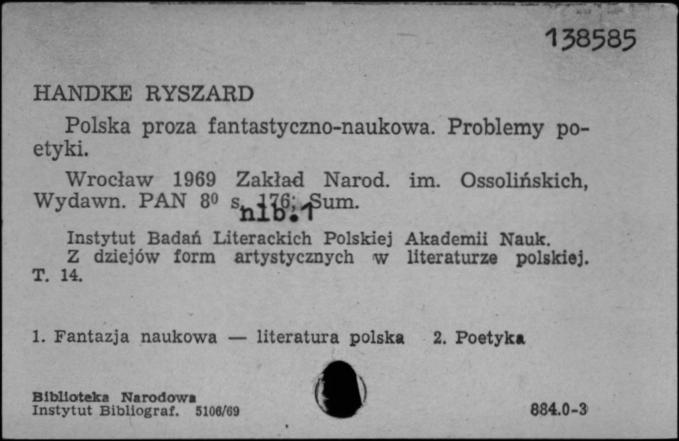 138585
HANDKE RYSZARD
Polska proza fantastyczno-naukowa. Problemy po-
etyki.
Wrocław 1969 Zakład Narod. im. Ossolińskich,
Wydawn. PAN 8⁰ s. 176; Sum.
nlb.1
Instytut Badań Literackich Polskiej Akademii Nauk.
Z dziejów form artystycznych w literaturze polskiej.
T. 14.
1. Fantazja naukowa — literatura polska 2. Poetyka
Biblioteka Narodowa
Instytut Bibliograf. 5106/69 884.0-3